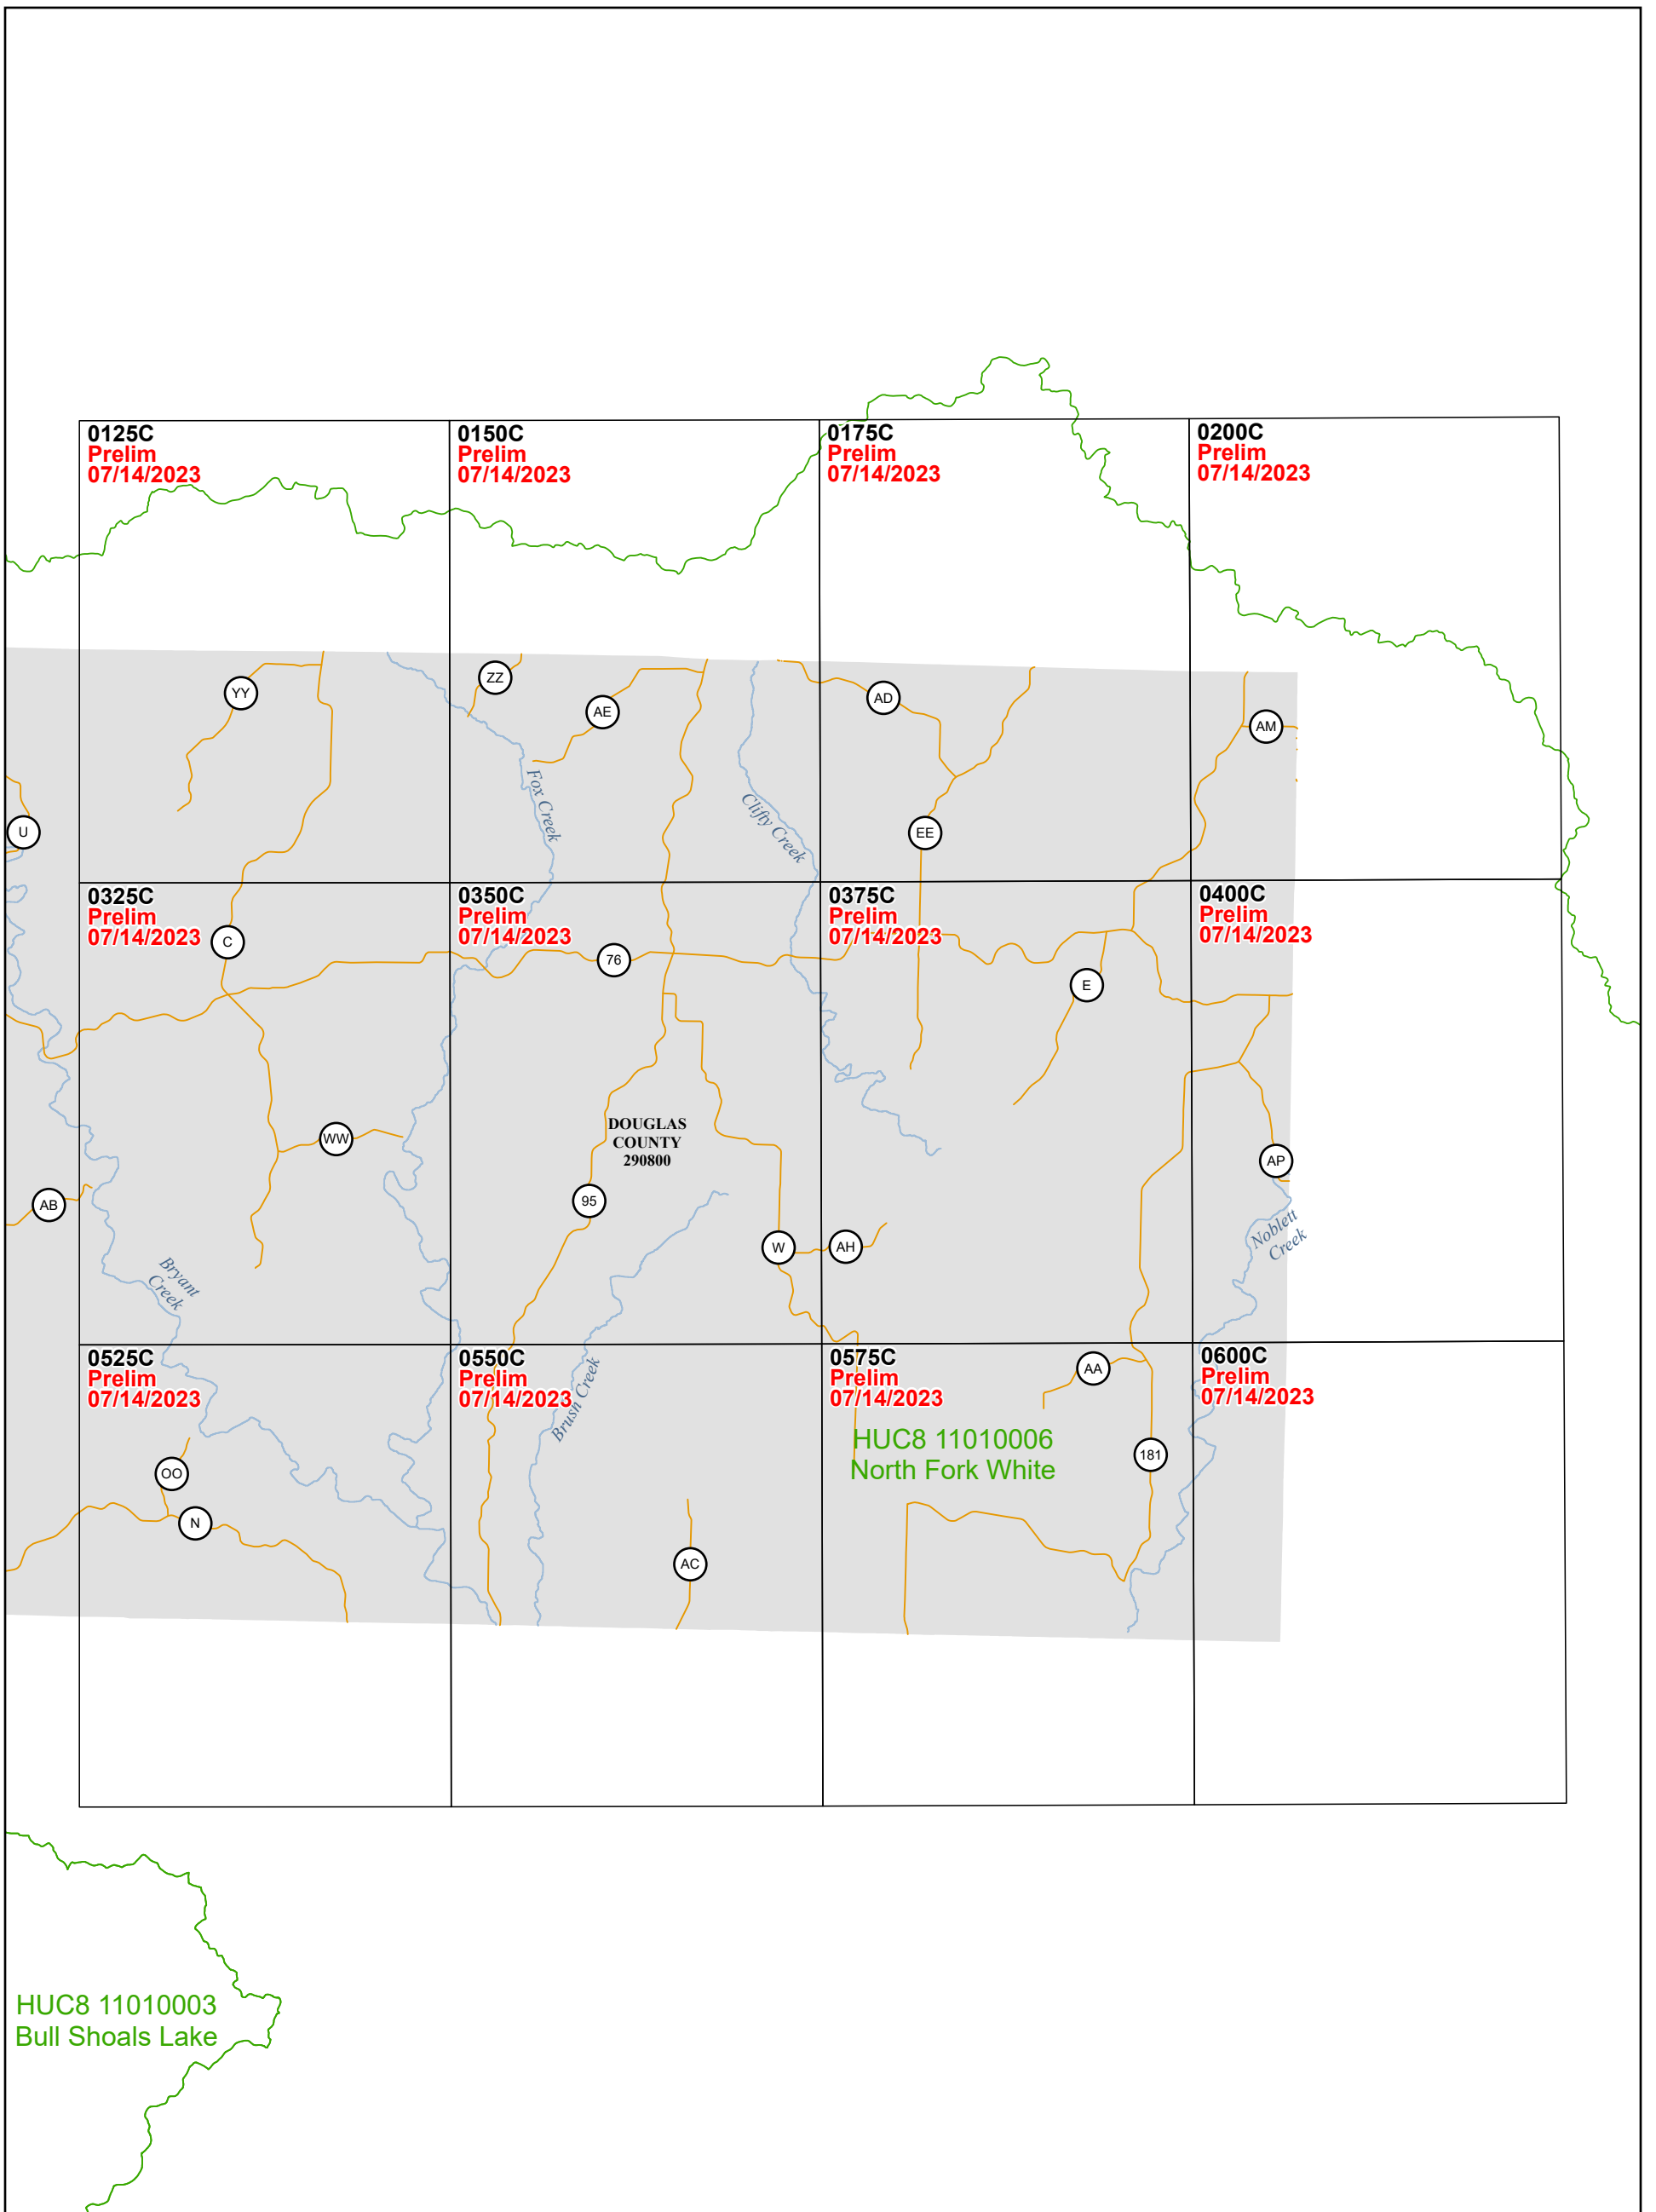 0125C
Prelim
07/14/2023
0150C
Prelim
07/14/2023
0175C
Prelim
07/14/2023
0200C
Prelim
07/14/2023
YY
ZZ
AE
AD
AM
U
Fox Creek
Clifty Creek
EE
0325C
Prelim
07/14/2023
0350C
Prelim
07/14/2023
0375C
Prelim
07/14/2023
0400C
Prelim
07/14/2023
C
76
E
DOUGLAS
COUNTY
290800
WW
AP
AB
95
W
AH
Noblett
Creek
Bryant
Creek
0525C
Prelim
07/14/2023
0550C
Prelim
07/14/2023
Brush Creek
0575C
Prelim
07/14/2023
AA
0600C
Prelim
07/14/2023
HUC8 11010006
North Fork White
181
OO
N
AC
HUC8 11010003
Bull Shoals Lake